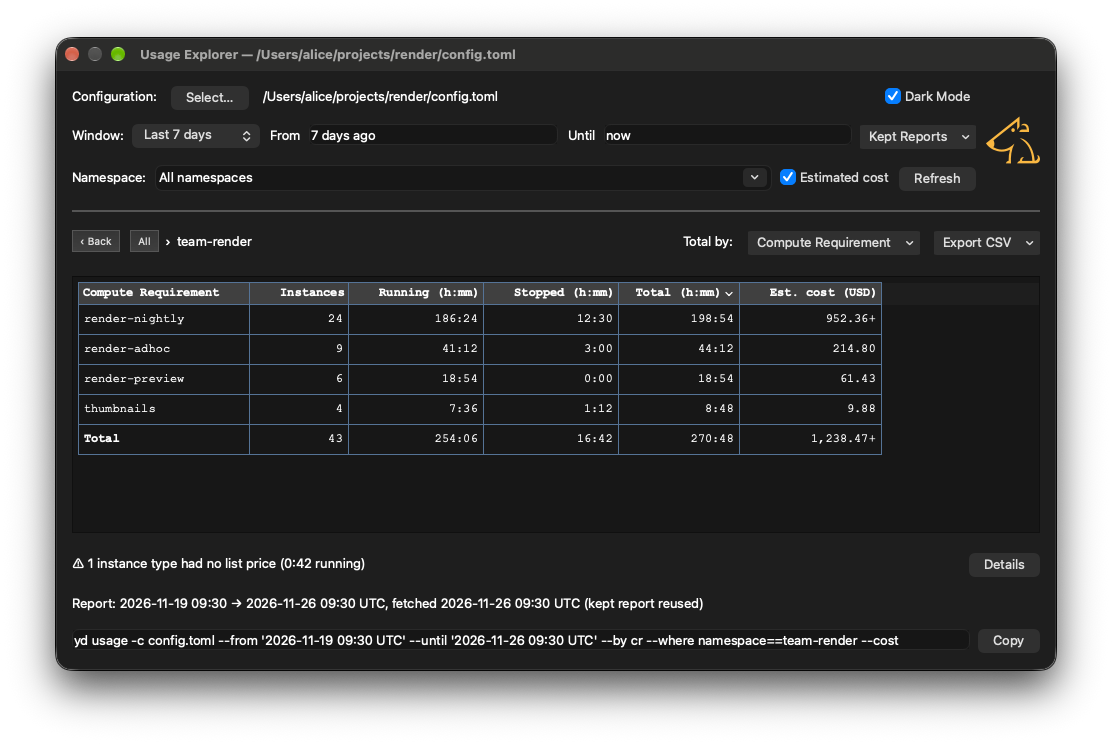 Usage Explorer — /Users/alice/projects/render/config.toml
Configuration: Select... /Users/alice/projects/render/config.toml Dark Mode
Window: Last 7 days From 7 days ago Until now Kept Reports
Namespace: All namespaces Estimated cost Refresh
‹ Back All › team-render Total by: Compute Requirement Export CSV
Compute Requirement Instances Running (h:mm) Stopped (h:mm) Total (h:mm) Est. cost (USD)
render-nightly 24 186:24 12:30 198:54 952.36+
render-adhoc 9 41:12 3:00 44:12 214.80
render-preview 6 18:54 0:00 18:54 61.43
thumbnails 4 7:36 1:12 8:48 9.88
Total 43 254:06 16:42 270:48 1,238.47+
⚠ 1 instance type had no list price (0:42 running) Details
Report: 2026-11-19 09:30 → 2026-11-26 09:30 UTC, fetched 2026-11-26 09:30 UTC (kept report reused)
yd usage -c config.toml --from '2026-11-19 09:30 UTC' --until '2026-11-26 09:30 UTC' --by cr --where namespace==team-render --cost Copy